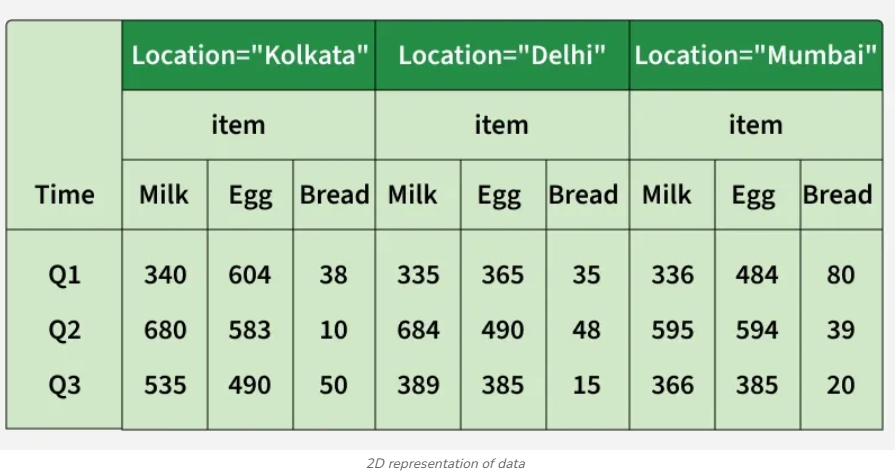 Location="Kolkata" Location="Delhi" Location="Mumbai"
item item item
Time Milk Egg Bread Milk Egg Bread Milk Egg Bread
Q1 340 604 38 335 365 35 336 484 80
Q2 680 583 10 684 490 48 595 594 39
Q3 535 490 50 389 385 15 366 385 20
2D representation of data